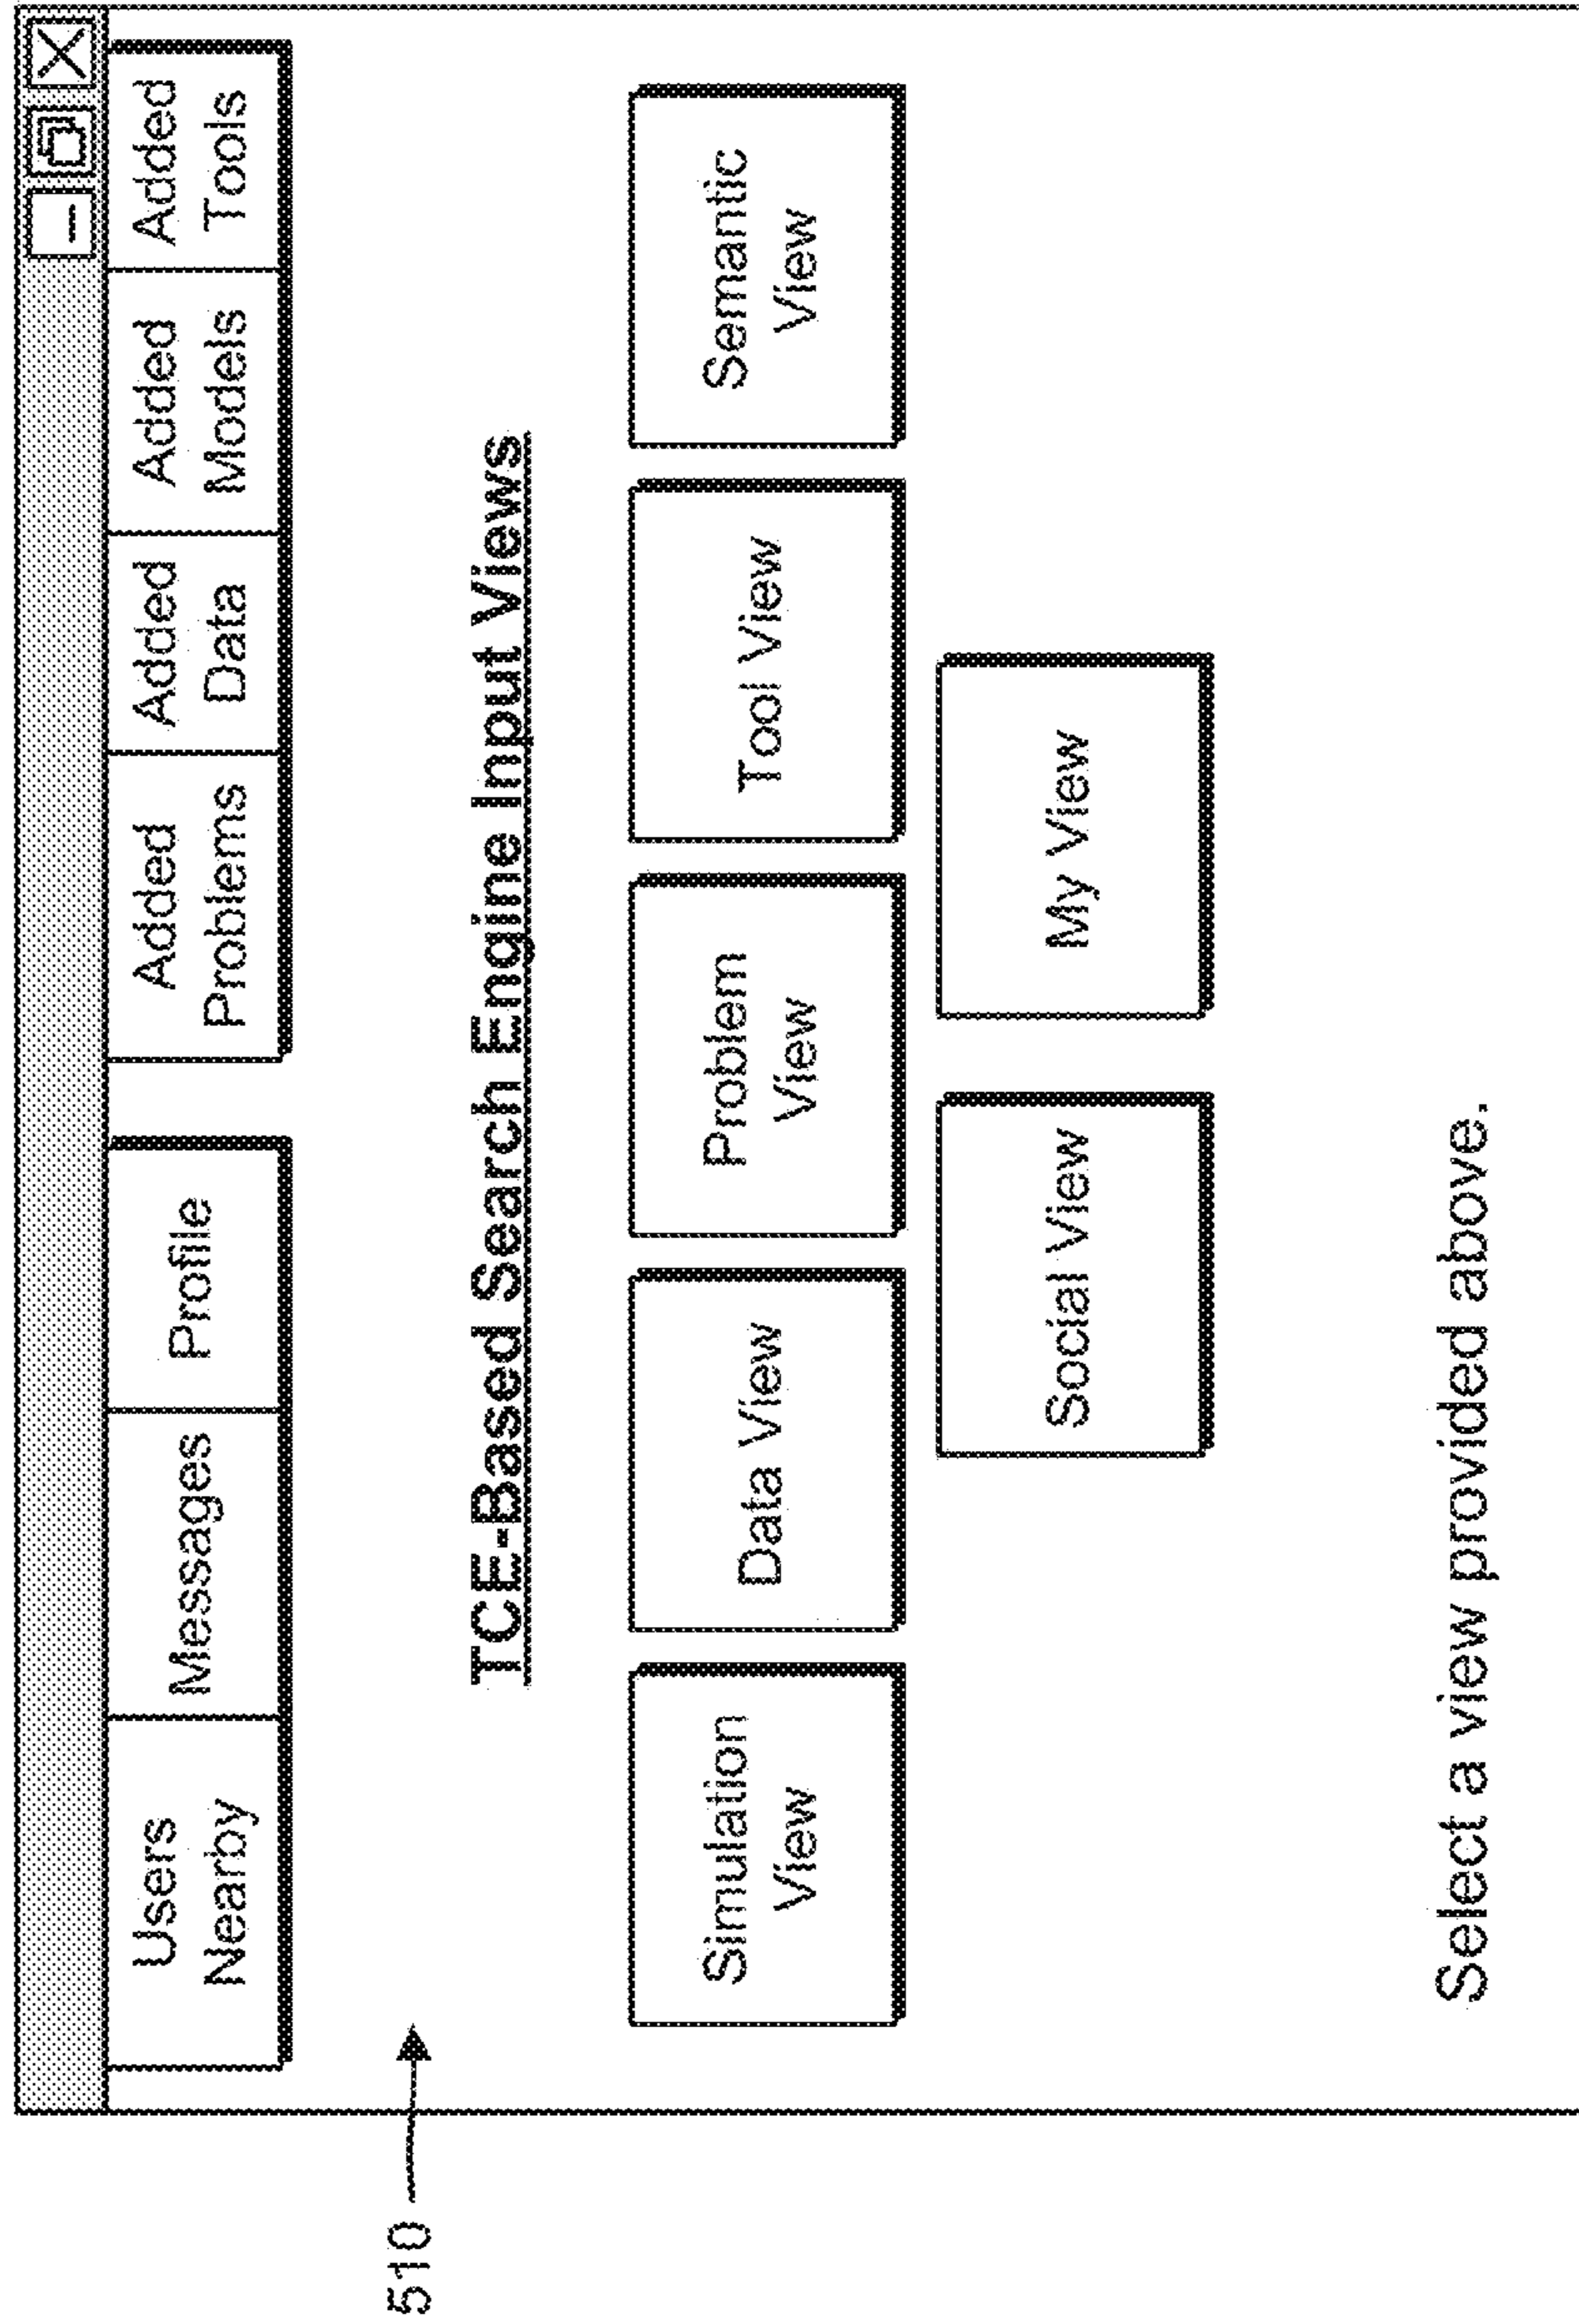 Users
Nearby
Messages
Profile
Added
Problems
Added
Data
Added
Models
Added
Tools
510
TCE-Based Search Engine Input Views
Simulation
View
Data View
Problem
View
Tool View
Semantic
View
Social View
My View
Select a view provided above.